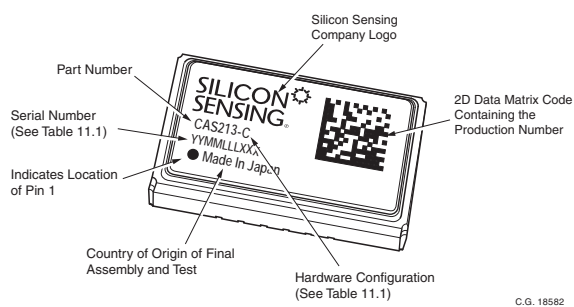 Silicon Sensing
Company Logo
Part Number
SILICON
SENSING®
CAS213-C
YYMMLLLXXX
Made In Japan
Serial Number
(See Table 11.1)
2D Data Matrix Code
Containing the
Production Number
Indicates Location
of Pin 1
Country of Origin of Final
Assembly and Test
Hardware Configuration
(See Table 11.1)
C.G. 18582